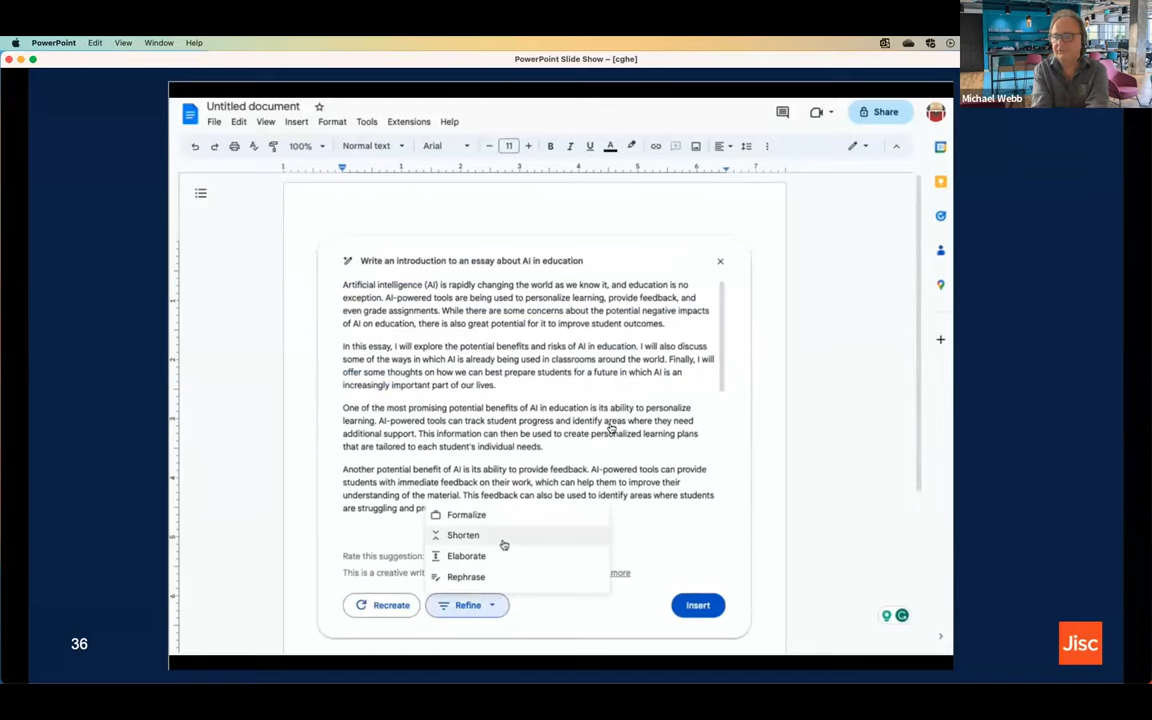 PowerPoint Edit View Window Help
PowerPoint Slide Show – [cghe]
Michael Webb
Untitled document
File Edit View Insert Format Tools Extensions Help
Share
100% Normal text Arial 11 B I U A
1 1 2 3 4 5 6 7
Write an introduction to an essay about AI in education
Artificial intelligence (AI) is rapidly changing the world as we know it, and education is no
exception. AI-powered tools are being used to personalize learning, provide feedback, and
even grade assignments. While there are some concerns about the potential negative impacts
of AI on education, there is also great potential for it to improve student outcomes.
In this essay, I will explore the potential benefits and risks of AI in education. I will also discuss
some of the ways in which AI is already being used in classrooms around the world. Finally, I will
offer some thoughts on how we can best prepare students for a future in which AI is an
increasingly important part of our lives.
One of the most promising potential benefits of AI in education is its ability to personalize
learning. AI-powered tools can track student progress and identify areas where they need
additional support. This information can then be used to create personalized learning plans
that are tailored to each student's individual needs.
Another potential benefit of AI is its ability to provide feedback. AI-powered tools can provide
students with immediate feedback on their work, which can help them to improve their
understanding of the material. This feedback can also be used to identify areas where students
are struggling and pr
Formalize
Shorten
Elaborate
Rephrase
Rate this suggestion:
This is a creative writ more
Recreate Refine Insert
36
Jisc